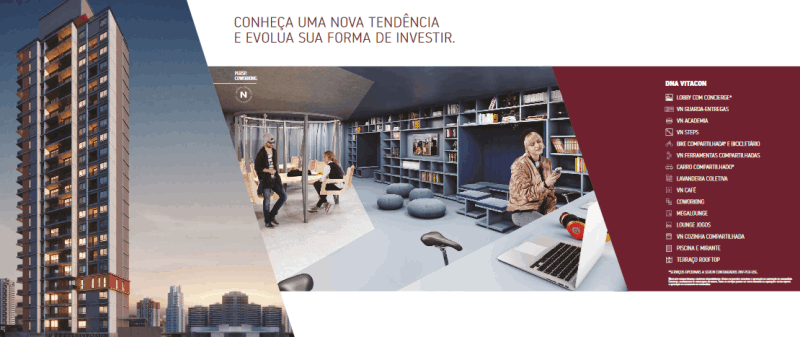 CONHEÇA UMA NOVA TENDÊNCIA
E EVOLUA SUA FORMA DE INVESTIR.
COWORKING
N
DNA VITACON
LOBBY COM CONCIERGE*
VN GUARDA-ENTREGAS
VN ACADEMIA
VN STEPS
BIKE COMPARTILHADA* E BICICLETÁRIO
VN FERRAMENTAS COMPARTILHADAS
CARRO COMPARTILHADO*
LAVANDERIA COLETIVA
VN CAFÉ
COWORKING
MEGALOUNGE
LOUNGE JOGOS
VN COZINHA COMPARTILHADA
PISCINA E MIRANTE
TERRAÇO ROOFTOP